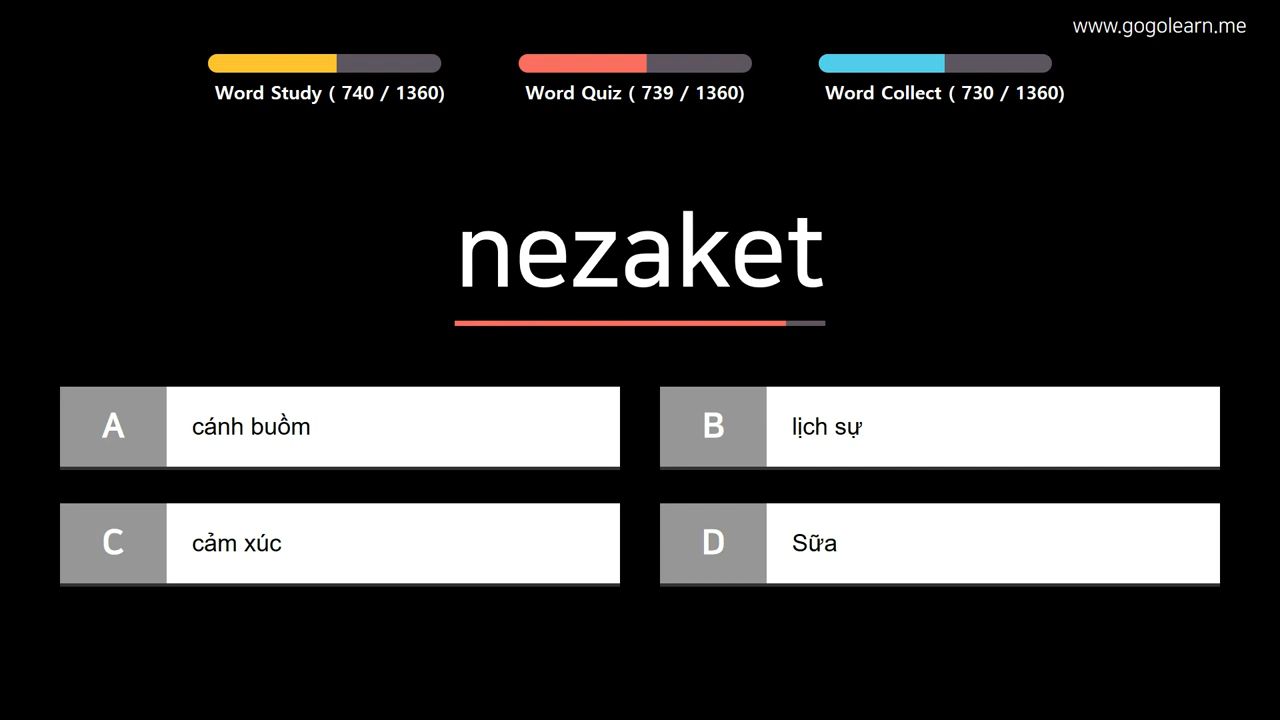 www.gogolearn.me
Word Study ( 740 / 1360)
Word Quiz ( 739 / 1360)
Word Collect ( 730 / 1360)
nezaket
A cánh buồm
B lịch sự
C cảm xúc
D Sữa